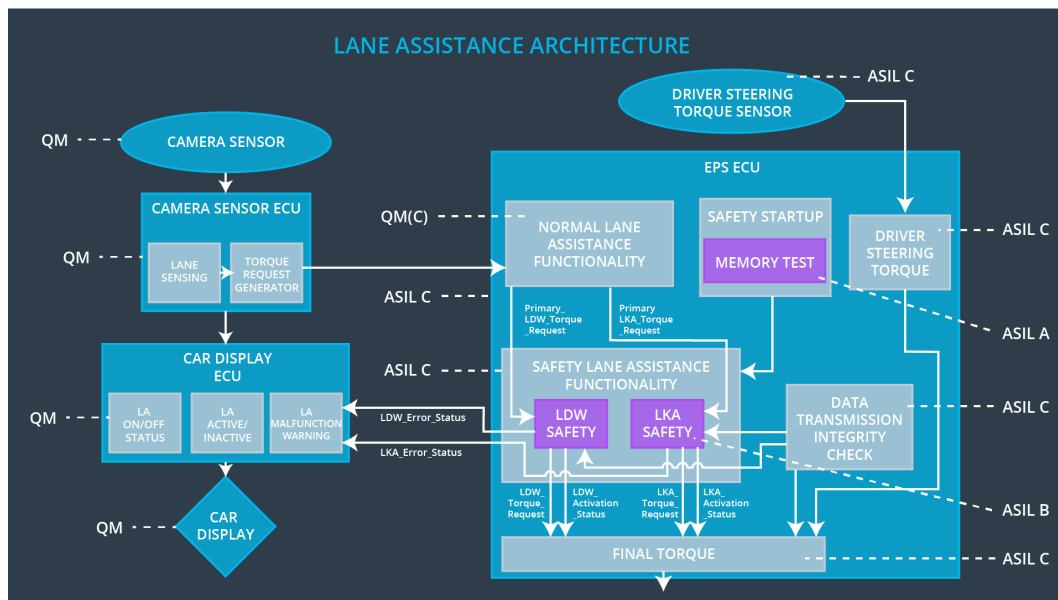 LANE ASSISTANCE ARCHITECTURE
ASIL C
DRIVER STEERING
TORQUE SENSOR
QM
CAMERA SENSOR
EPS ECU
CAMERA SENSOR ECU
QM
LANE
SENSING
TORQUE
REQUEST
GENERATOR
QM(C)
NORMAL LANE
ASSISTANCE
FUNCTIONALITY
SAFETY STARTUP
MEMORY TEST
DRIVER
STEERING
TORQUE
ASIL C
ASIL C
Primary_
LDW_Torque
_Request
Primary
LKA_Torque
_Request
ASIL A
CAR DISPLAY
ECU
QM
LA
ON/OFF
STATUS
LA
ACTIVE/
INACTIVE
LA
MALFUNCTION
WARNING
ASIL C
SAFETY LANE ASSISTANCE
FUNCTIONALITY
LDW
SAFETY
LKA
SAFETY
DATA
TRANSMISSION
INTEGRITY
CHECK
ASIL C
LDW_Error_Status
LKA_Error_Status
LDW_
Torque_
Request
LDW_
Activation
_Status
LKA_
Torque_
Request
LKA_
Activation
_Status
ASIL B
QM
CAR
DISPLAY
FINAL TORQUE
ASIL C